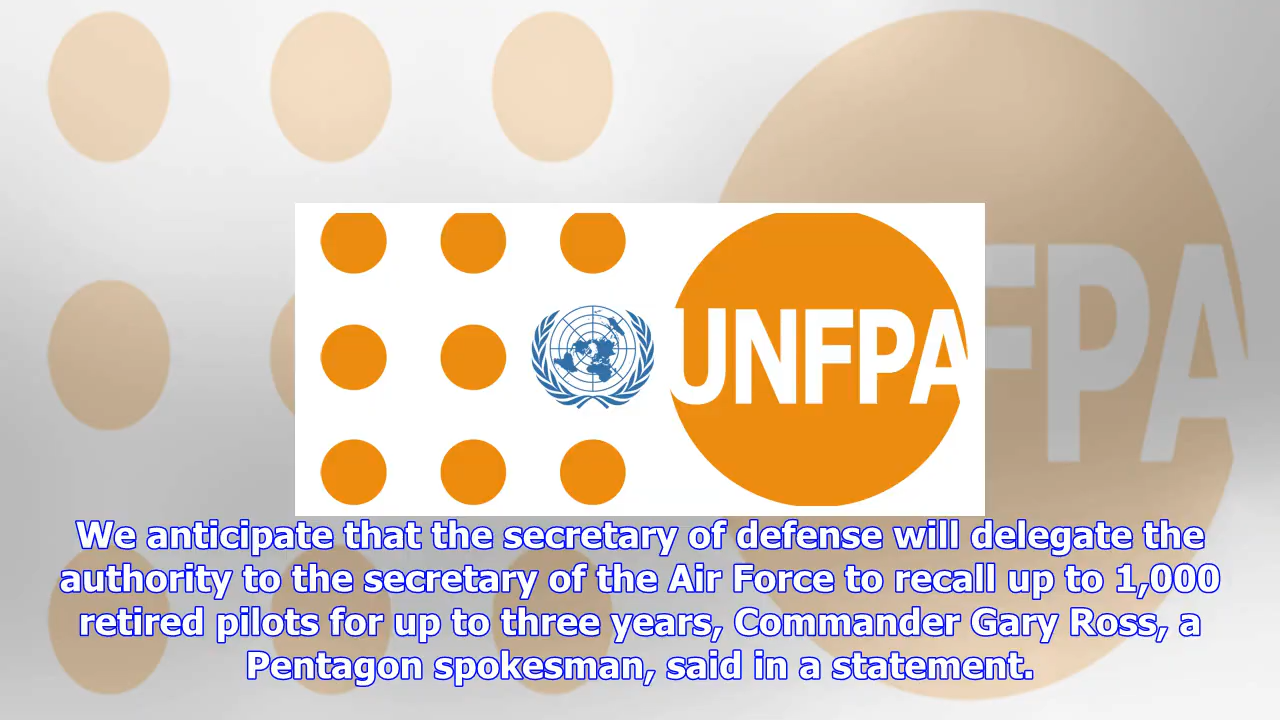 UNFPA
FPA
We anticipate that the secretary of defense will delegate the
authority to the secretary of the Air Force to recall up to 1,000
retired pilots for up to three years, Commander Gary Ross, a
Pentagon spokesman, said in a statement.